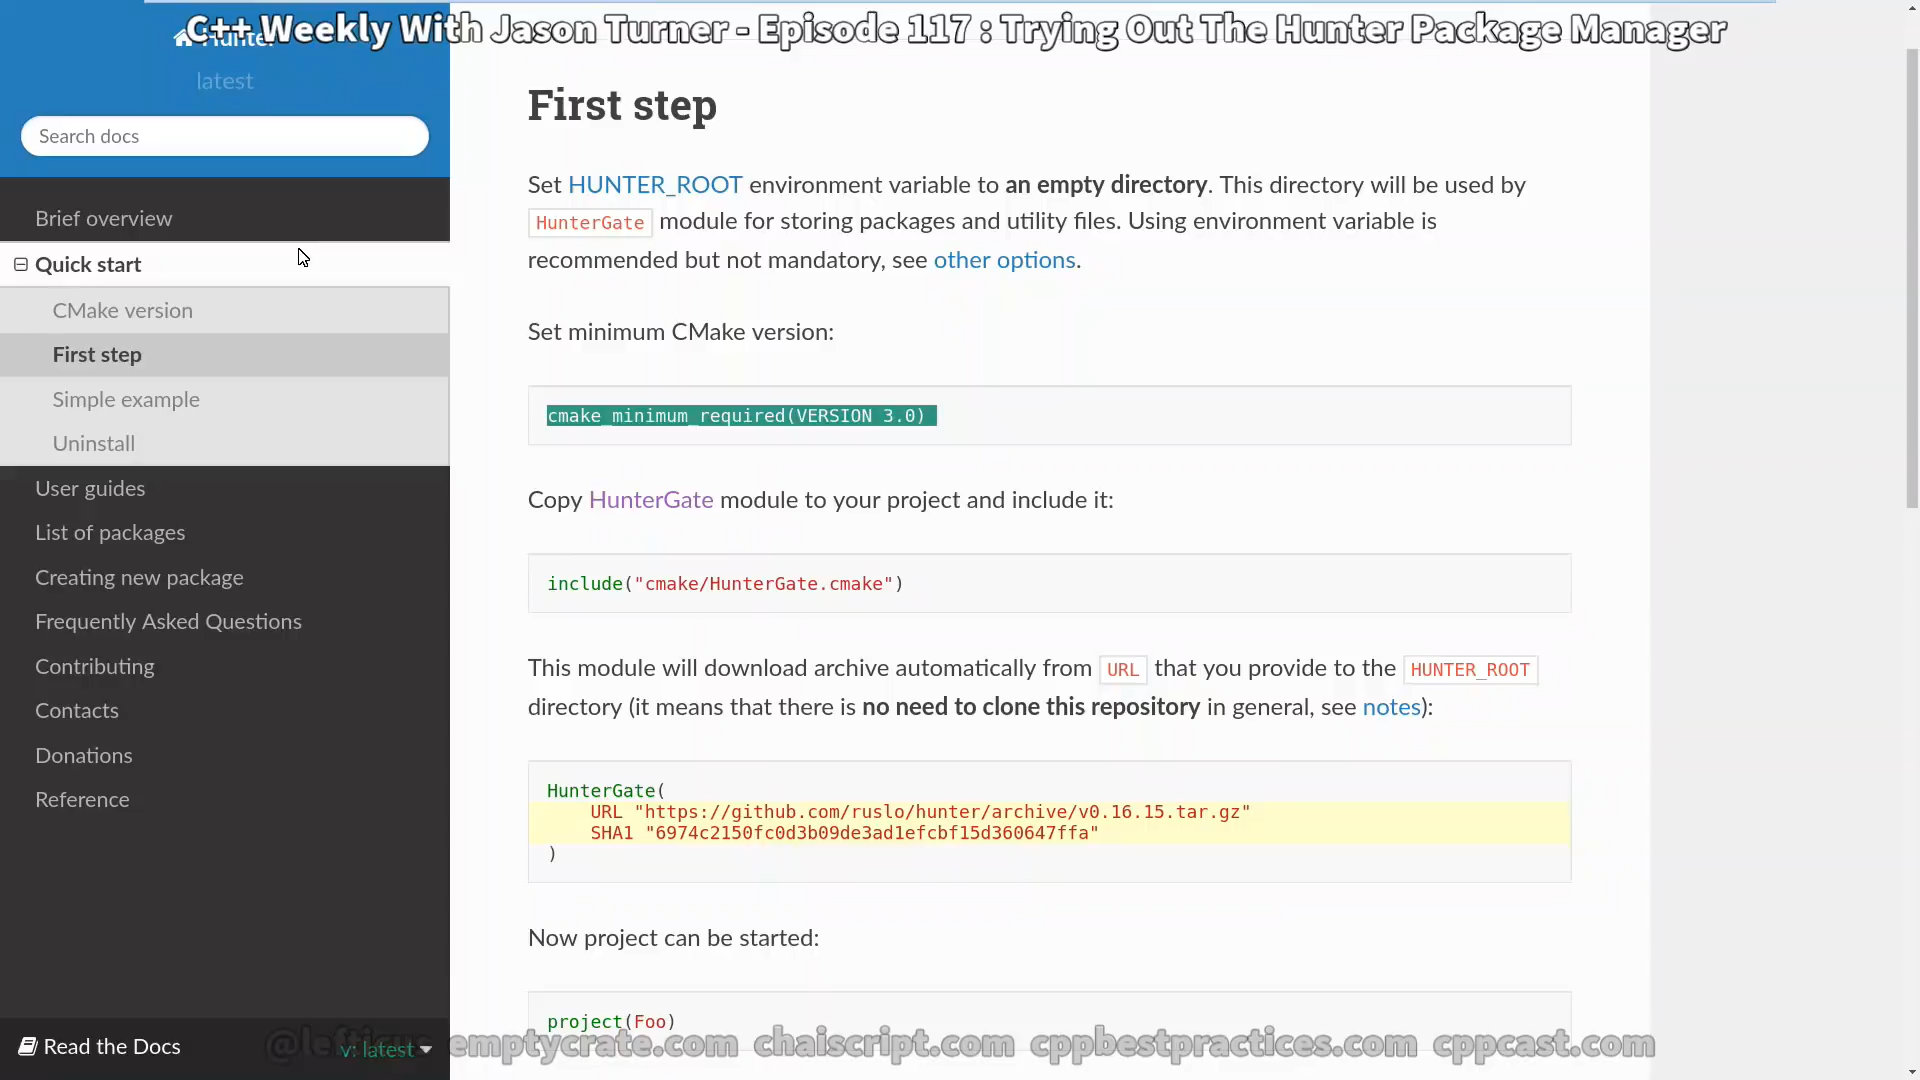 C++ Weekly With Jason Turner - Episode 117 : Trying Out The Hunter Package Manager
Hunter
latest
Search docs
Brief overview
Quick start
CMake version
First step
Simple example
Uninstall
User guides
List of packages
Creating new package
Frequently Asked Questions
Contributing
Contacts
Donations
Reference
Read the Docs
v: latest
First step
Set HUNTER_ROOT environment variable to an empty directory. This directory will be used by
HunterGate module for storing packages and utility files. Using environment variable is
recommended but not mandatory, see other options.
Set minimum CMake version:
cmake_minimum_required(VERSION 3.0)
Copy HunterGate module to your project and include it:
include("cmake/HunterGate.cmake")
This module will download archive automatically from URL that you provide to the HUNTER_ROOT
directory (it means that there is no need to clone this repository in general, see notes):
HunterGate(
URL "https://github.com/ruslo/hunter/archive/v0.16.15.tar.gz"
SHA1 "6974c2150fc0d3b09de3ad1efcbf15d360647ffa"
)
Now project can be started:
project(Foo)
@lefticus emptycrate.com chaiscript.com cppbestpractices.com cppcast.com